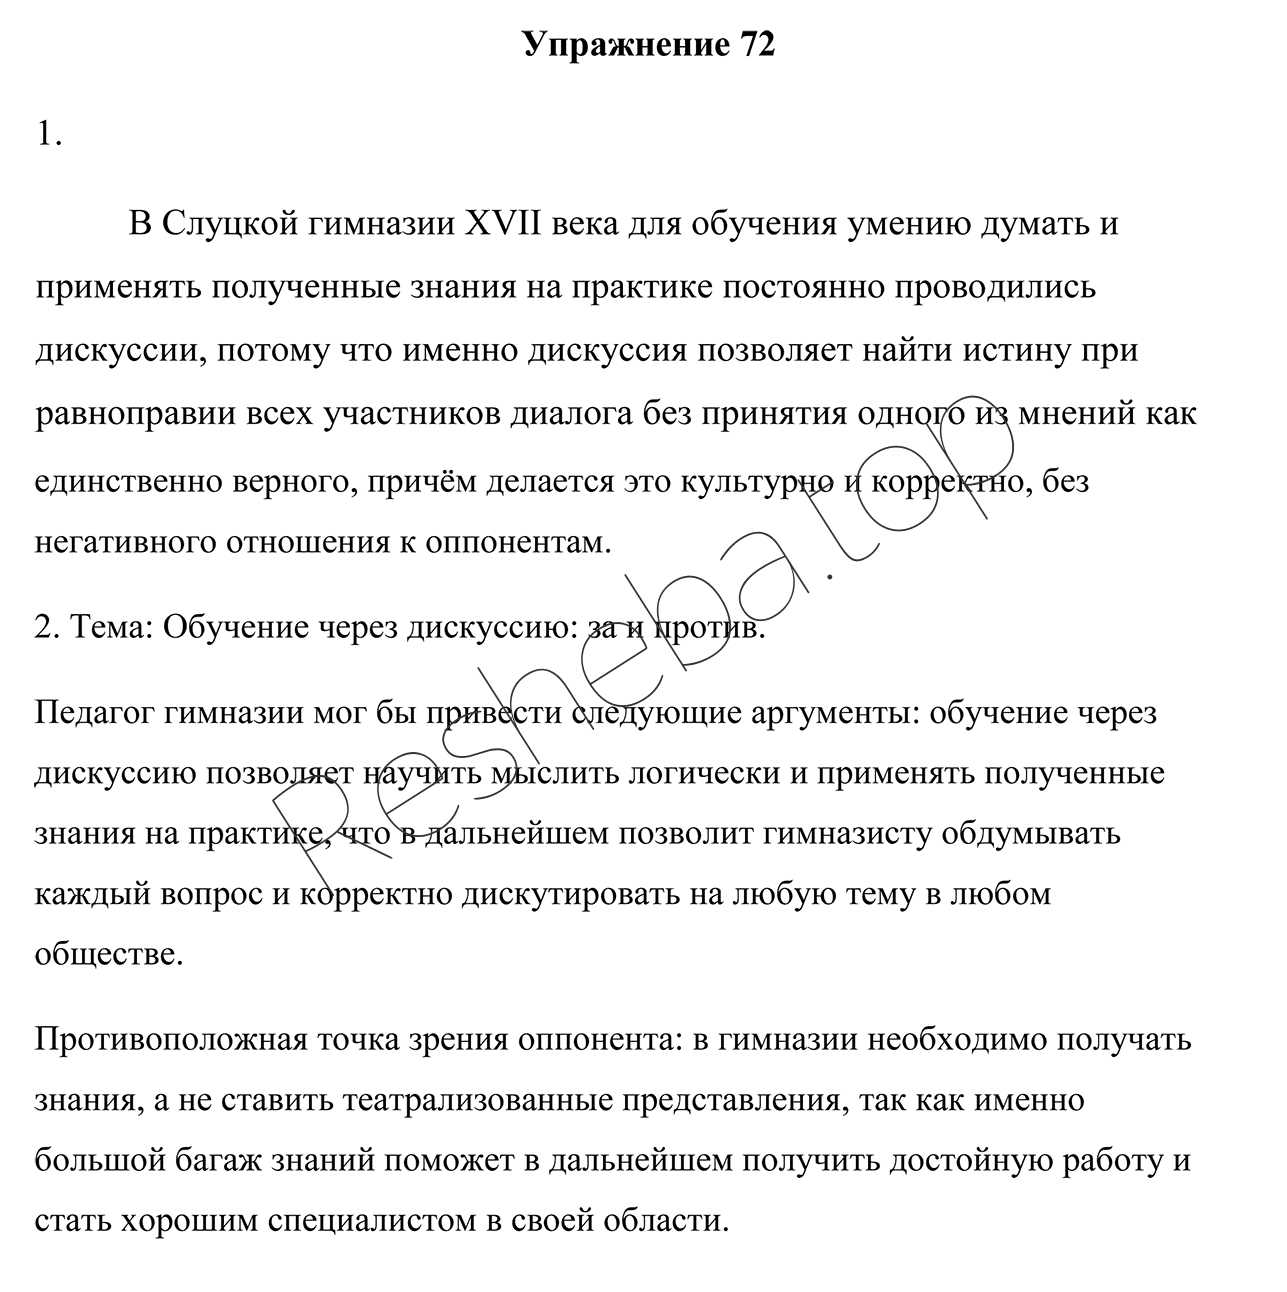 Упражнение 72
1.
В Слуцкой гимназии XVII века для обучения умению думать и
применять полученные знания на практике постоянно проводились
дискуссии, потому что именно дискуссия позволяет найти истину при
равноправии всех участников диалога без принятия одного из мнений как
единственно верного, причём делается это культурно и корректно, без
негативного отношения к оппонентам.
2. Тема: Обучение через дискуссию: за и против.
Педагог гимназии мог бы привести следующие аргументы: обучение через
дискуссию позволяет научить мыслить логически и применять полученные
знания на практике, что в дальнейшем позволит гимназисту обдумывать
каждый вопрос и корректно дискутировать на любую тему в любом
обществе.
Противоположная точка зрения оппонента: в гимназии необходимо получать
знания, а не ставить театрализованные представления, так как именно
большой багаж знаний поможет в дальнейшем получить достойную работу и
стать хорошим специалистом в своей области.
Resheba.top